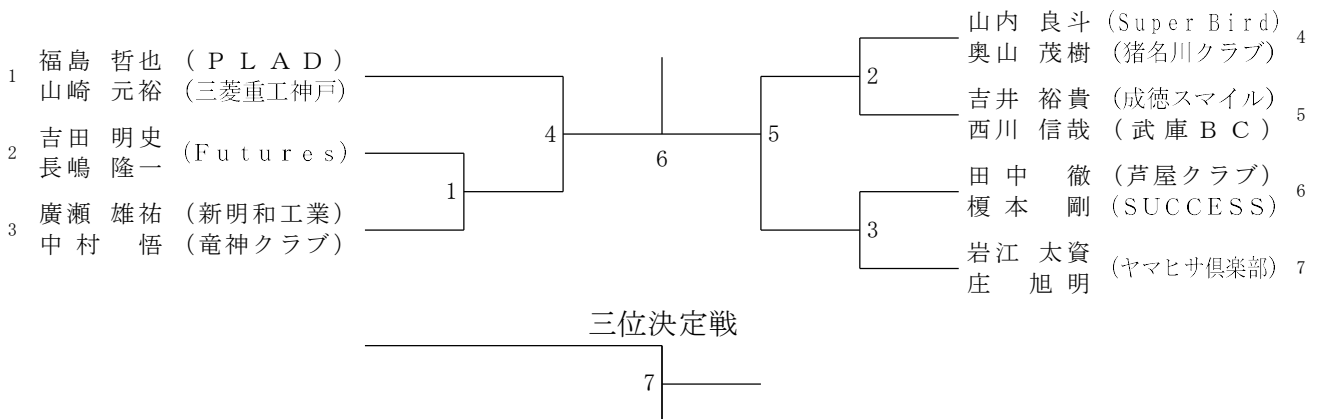 1 福島 哲也 (ＰＬＡＤ)
山崎 元裕 (三菱重工神戸)
2 吉田 明史 (Ｆｕｔｕｒｅｓ)
長嶋 隆一
3 廣瀬 雄祐 (新明和工業)
中村 悟 (竜神クラブ)
1
4
6
5
2
3
山内 良斗 (Super Bird) 4
奥山 茂樹 (猪名川クラブ)
吉井 裕貴 (成徳スマイル) 5
西川 信哉 (武庫ＢＣ)
田中 徹 (芦屋クラブ) 6
榎本 剛 (SUCCESS)
岩江 太資 (ヤマヒサ倶楽部) 7
庄 旭明
三位決定戦
7